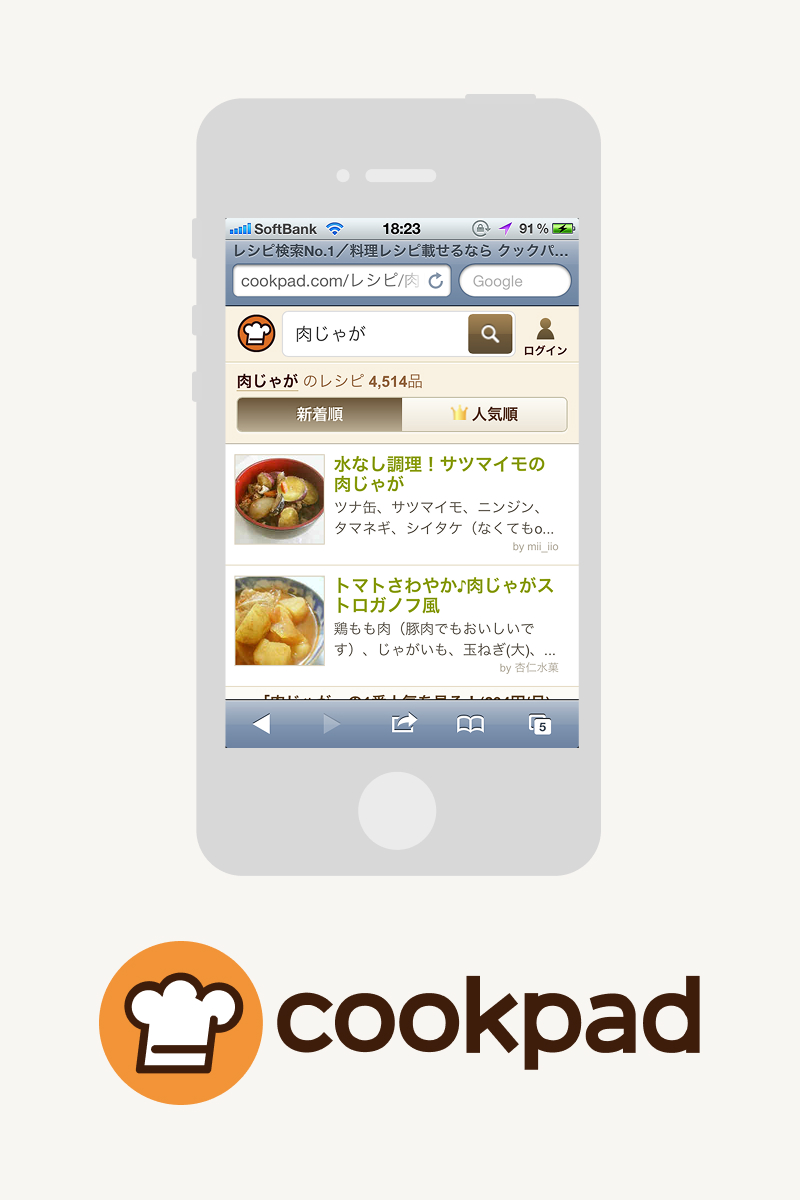 SoftBank 18:23 91%
レシピ検索No.1／料理レシピ載せるなら クックパ...
cookpad.com/レシピ/肉
Google
肉じゃが
ログイン
肉じゃが のレシピ 4,514品
新着順
人気順
水なし調理！サツマイモの
肉じゃが
ツナ缶、サツマイモ、ニンジン、
タマネギ、シイタケ（なくてもo...
by mii_iio
トマトさわやか♪肉じゃがス
トロガノフ風
鶏もも肉（豚肉でもおいしいで
す）、じゃがいも、玉ねぎ(大)、...
by 杏仁水菓
5
cookpad